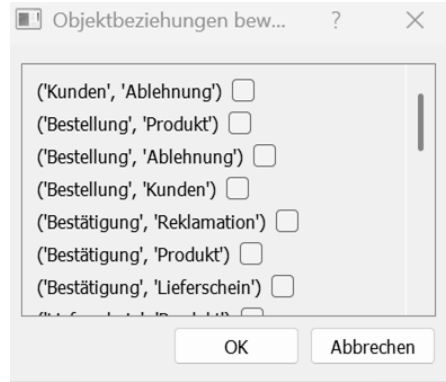 Objektbeziehungen bew...
?
('Kunden', 'Ablehnung')
('Bestellung', 'Produkt')
('Bestellung', 'Ablehnung')
('Bestellung', 'Kunden')
('Bestätigung', 'Reklamation')
('Bestätigung', 'Produkt')
('Bestätigung', 'Lieferschein')
OK
Abbrechen